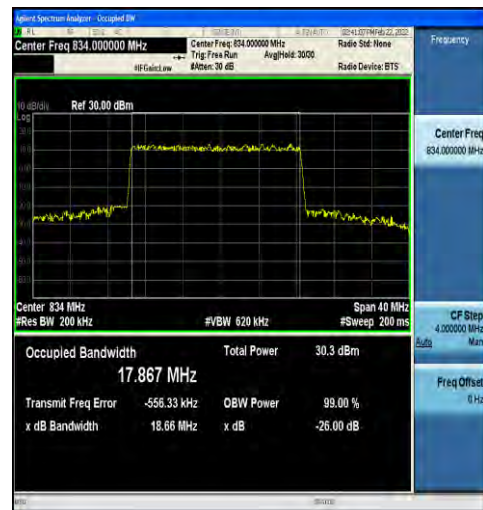 Agilent Spectrum Analyzer - Occupied BW
Center Freq 834.000000 MHz
Center Freq: 834.000000 MHz
Radio Std: None
Trig: Free Run Avg|Hold: 30/30
#IFGain:Low #Atten: 30 dB Radio Device: BTS
Frequency
10 dB/div Ref 30.00 dBm
Log
Center Freq
834.000000 MHz
Center 834 MHz Span 40 MHz
#Res BW 200 kHz #VBW 620 kHz #Sweep 200 ms
CF Step
4.000000 MHz
Auto Man
Occupied Bandwidth Total Power 30.3 dBm
17.867 MHz
Transmit Freq Error -556.33 kHz OBW Power 99.00 %
x dB Bandwidth 18.66 MHz x dB -26.00 dB
Freq Offset
0 Hz